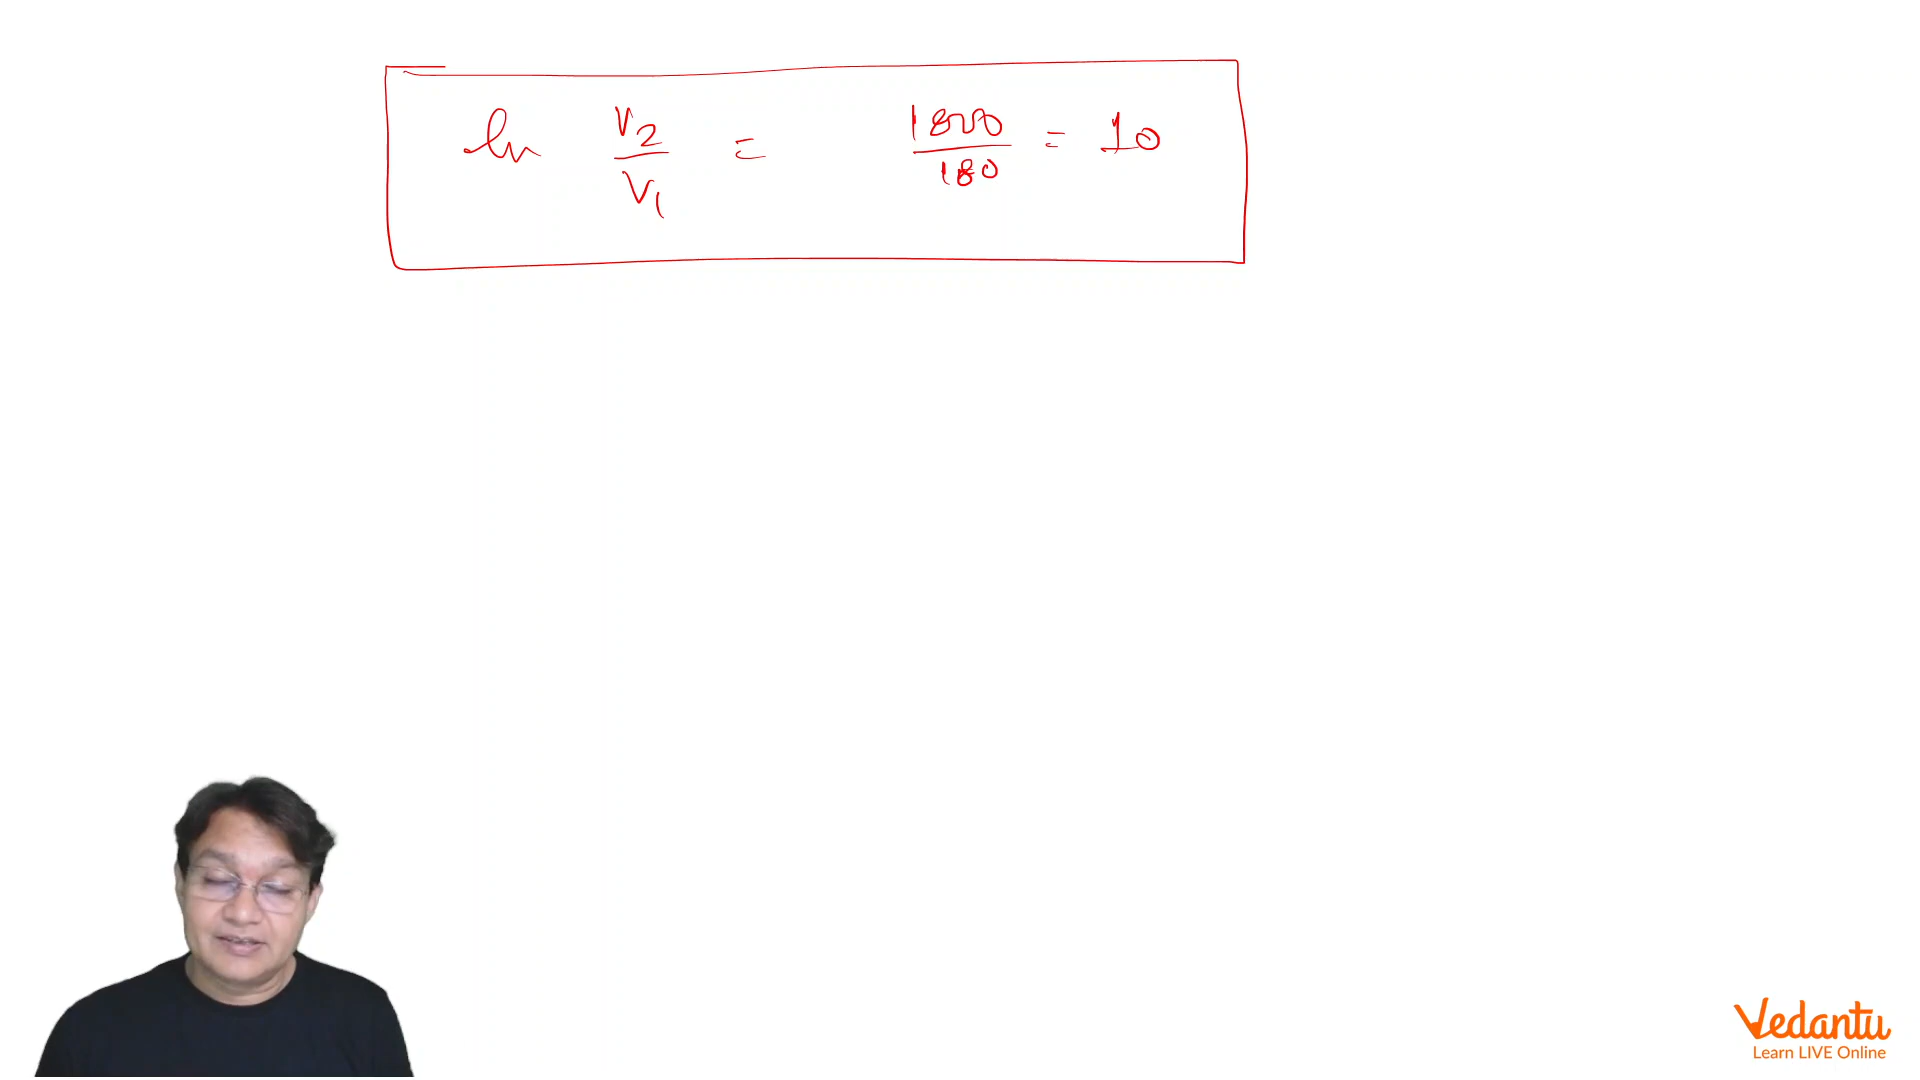 ln V2/V1 = 1800/180 = 10
Vedantu
Learn LIVE Online